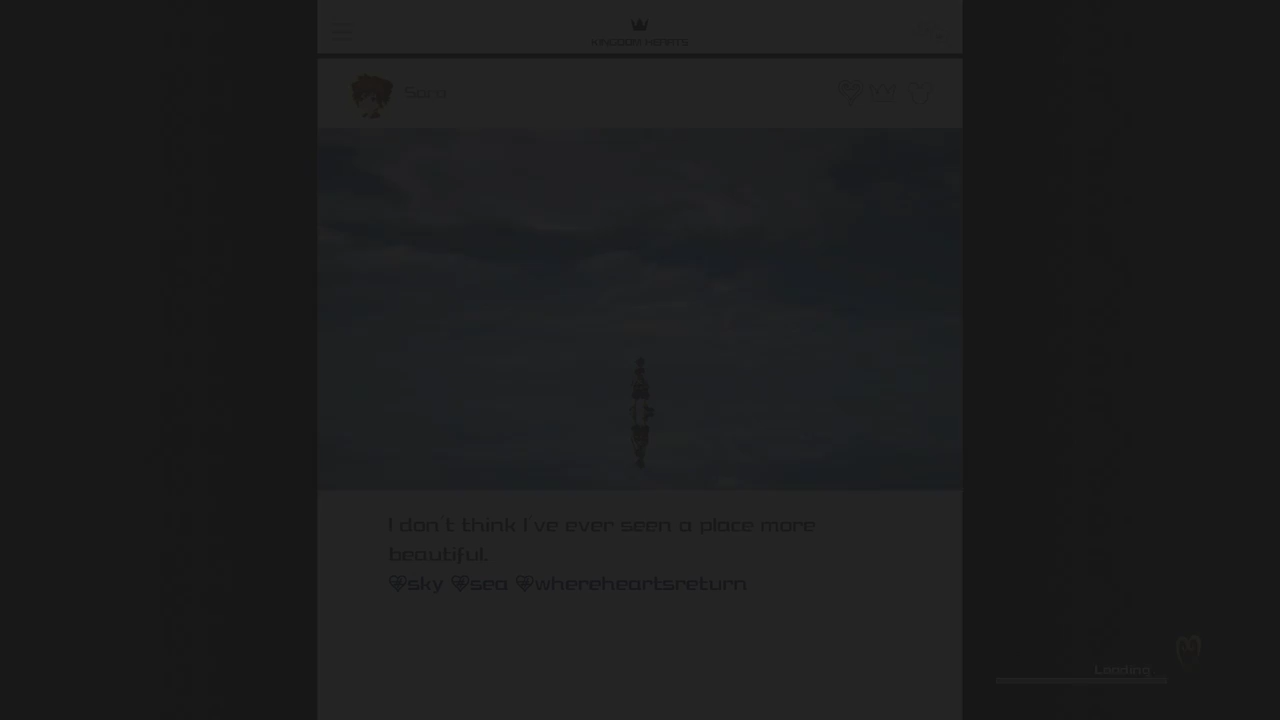 KINGDOM HEARTS
Sora
I don't think I've ever seen a place more
beautiful.
sky sea whereheartsreturn
Loading